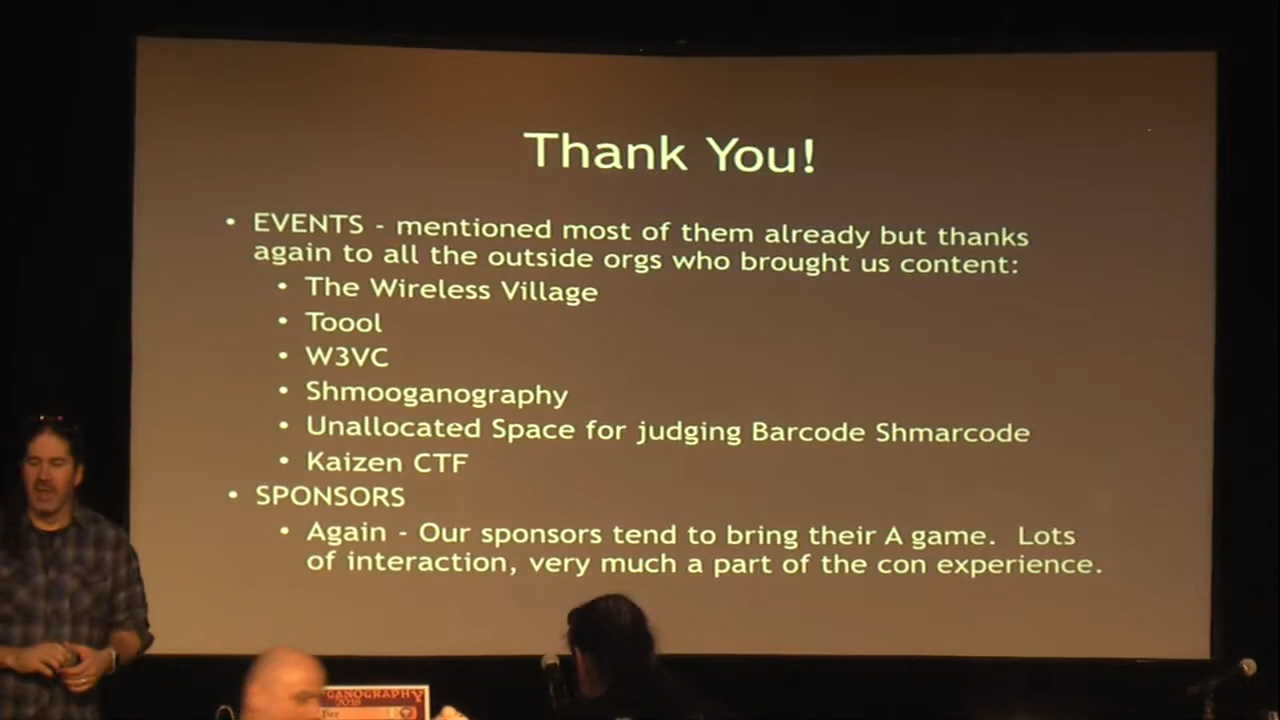 Thank You!
• EVENTS - mentioned most of them already but thanks
again to all the outside orgs who brought us content:
• The Wireless Village
• Toool
• W3VC
• Shmooganography
• Unallocated Space for judging Barcode Shmarcode
• Kaizen CTF
• SPONSORS
• Again - Our sponsors tend to bring their A game. Lots
of interaction, very much a part of the con experience.
GANOGRAPHY